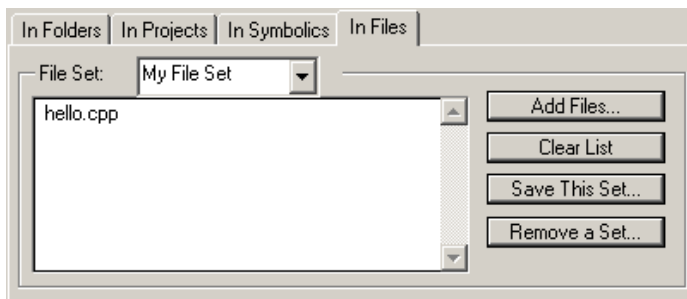 In Folders In Projects In Symbolics In Files
File Set: My File Set
hello.cpp
Add Files...
Clear List
Save This Set...
Remove a Set...